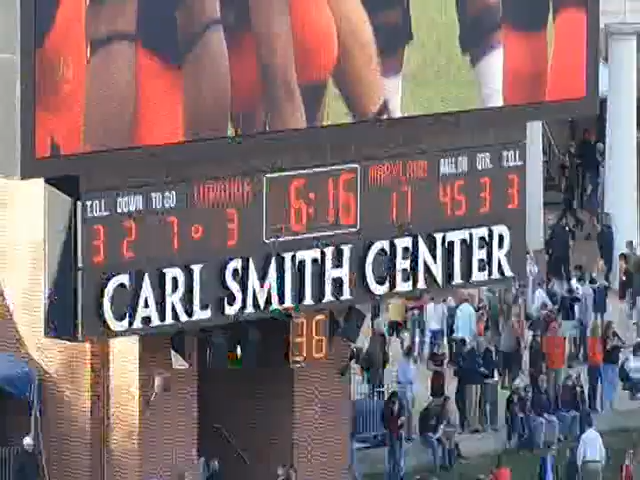 T.O.L. DOWN TO GO VIRGINIA 6:16 MARYLAND BALL ON QTR. T.O.L.
3 2 7 3 17 45 3 3
CARL SMITH CENTER
36